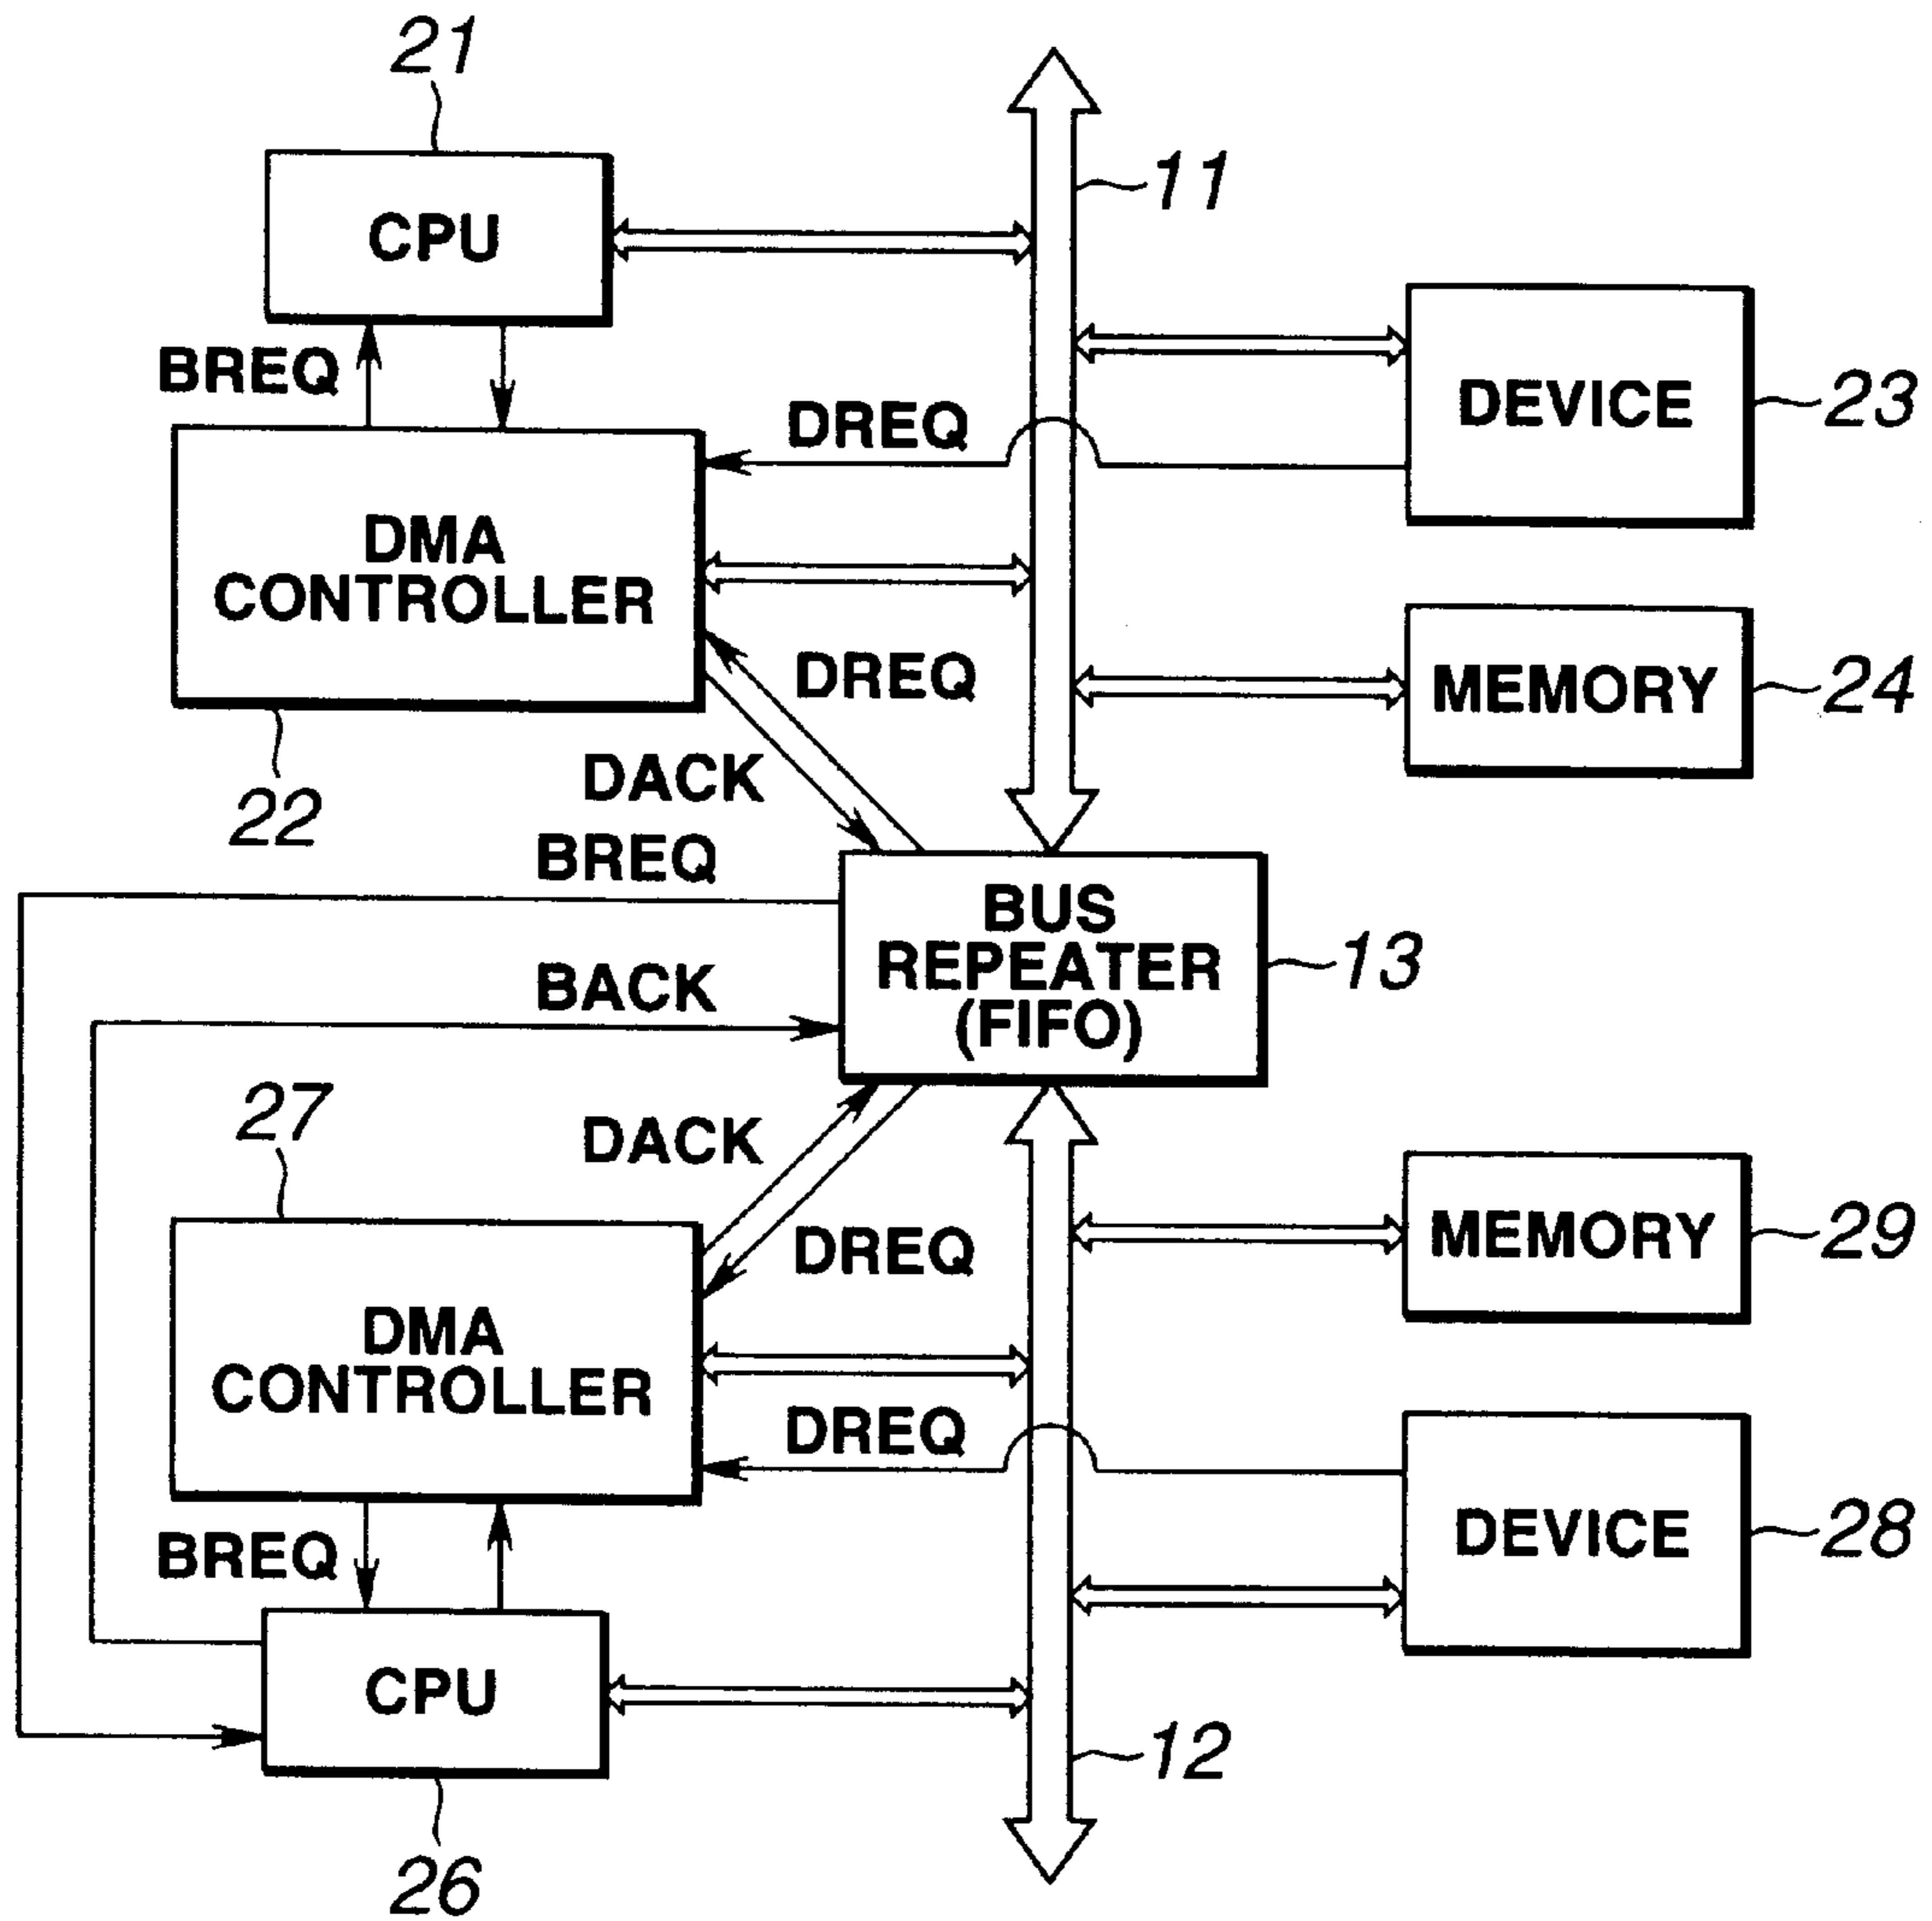 21
11
CPU
BREQ
DREQ
DEVICE
23
DMA
CONTROLLER
DREQ
MEMORY
24
DACK
22
BREQ
BUS
REPEATER
(FIFO)
13
BACK
27
DACK
MEMORY
29
DREQ
DMA
CONTROLLER
DREQ
DEVICE
28
BREQ
CPU
12
26